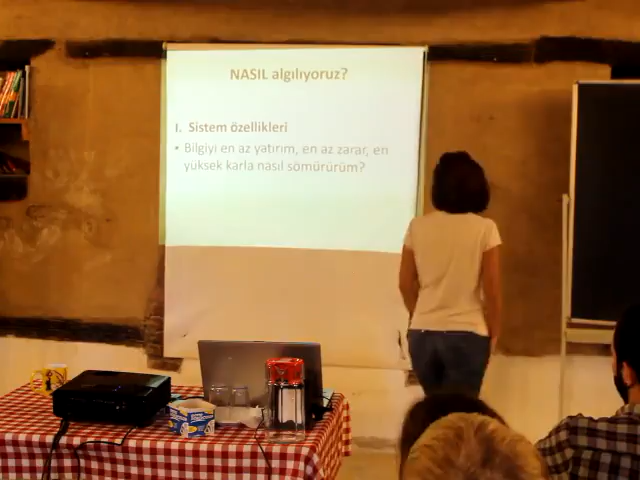 NASIL algılıyoruz?
I. Sistem özellikleri
• Bilgiyi en az yatırım, en az zarar, en
yüksek karla nasıl sömürürüm?